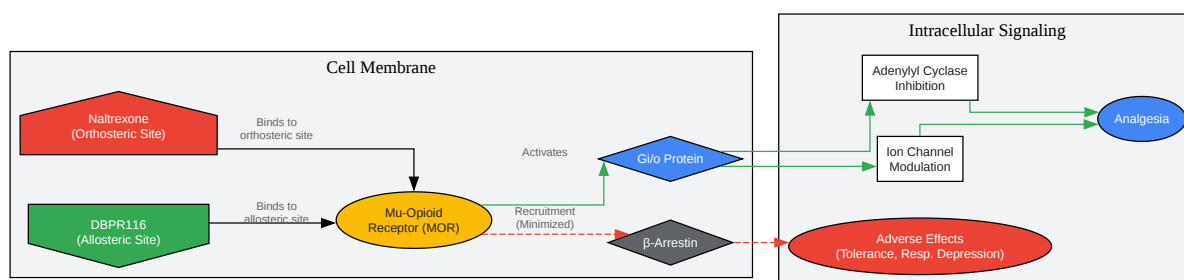 Intracellular Signaling
Cell Membrane
Adenylyl Cyclase
Inhibition
Naltrexone
(Orthosteric Site)
Binds to
orthosteric site
Analgesia
Activates
Gi/o Protein
Ion Channel
Modulation
DBPR116
(Allosteric Site)
Binds to
allosteric site
Mu-Opioid
Receptor (MOR)
Recruitment
(Minimized)
β-Arrestin
Adverse Effects
(Tolerance, Resp. Depression)